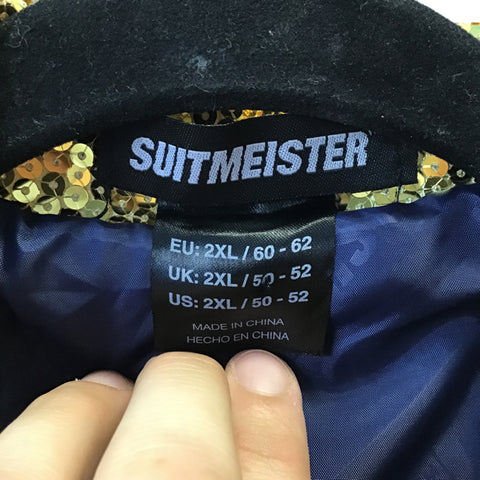 SUITMEISTER
EU: 2XL / 60 - 62
UK: 2XL / 50 - 52
US: 2XL / 50 - 52
MADE IN CHINA
HECHO EN CHINA